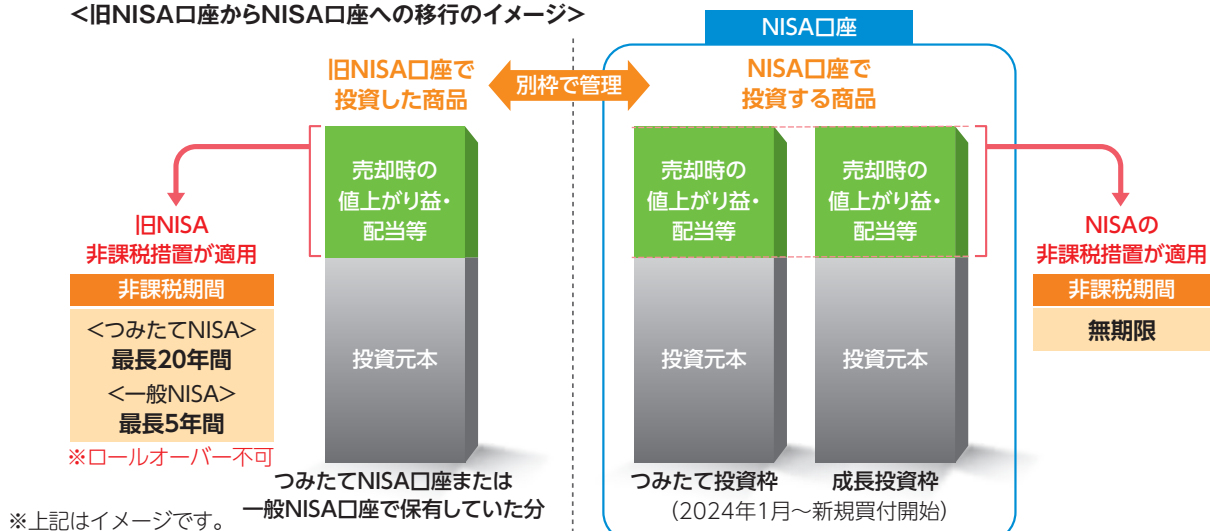 <旧NISA口座からNISA口座への移行のイメージ>
旧NISA口座で
投資した商品
別枠で管理
NISA口座
NISA口座で
投資する商品
売却時の
値上がり益・
配当等
投資元本
旧NISA
非課税措置が適用
非課税期間
<つみたてNISA>
最長20年間
<一般NISA>
最長5年間
※ロールオーバー不可
つみたてNISA口座または
一般NISA口座で保有していた分
売却時の
値上がり益・
配当等
投資元本
つみたて投資枠
売却時の
値上がり益・
配当等
投資元本
成長投資枠
(2024年1月〜新規買付開始)
NISAの
非課税措置が適用
非課税期間
無期限
※上記はイメージです。